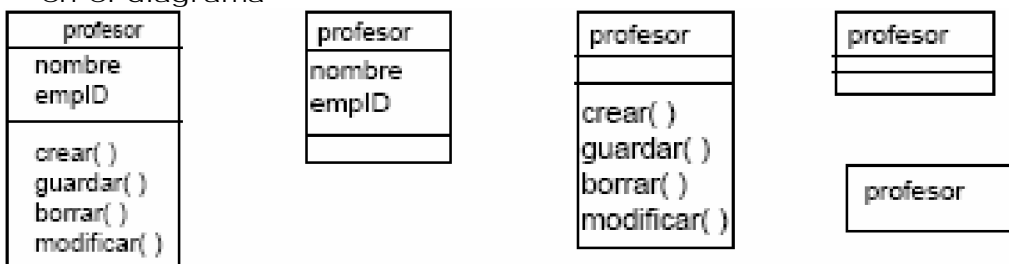 en el diagrama
profesor
nombre
empID
crear( )
guardar( )
borrar( )
modificar( )
profesor
nombre
empID
profesor
crear( )
guardar( )
borrar( )
modificar( )
profesor
profesor